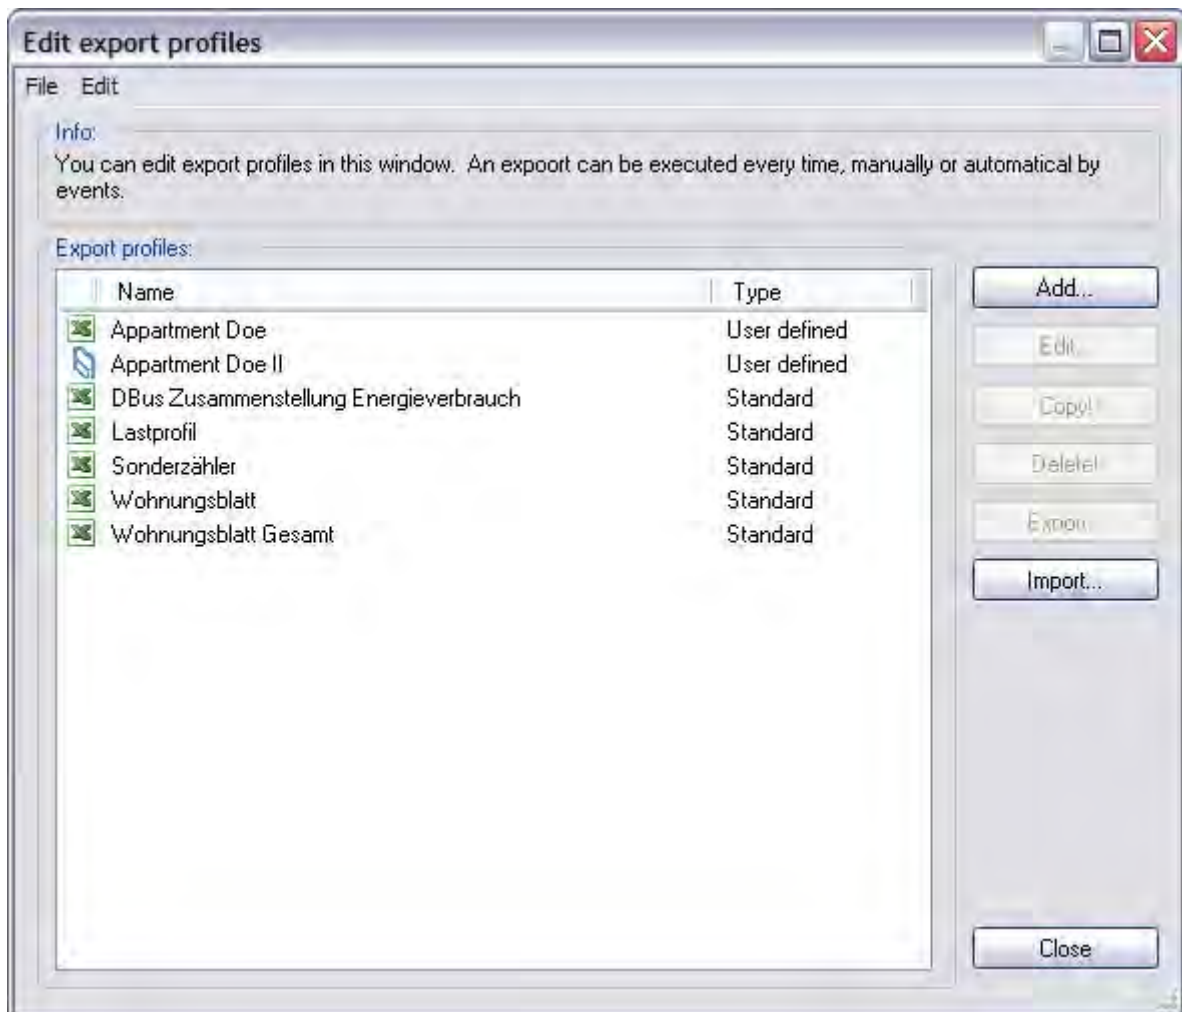 Edit export profiles
File Edit
Info:
You can edit export profiles in this window. An expoort can be executed every time, manually or automatical by
events.
Export profiles:
Name Type
Appartment Doe User defined
Appartment Doe II User defined
DBus Zusammenstellung Energieverbrauch Standard
Lastprofil Standard
Sonderzähler Standard
Wohnungsblatt Standard
Wohnungsblatt Gesamt Standard
Add...
Edit...
Copy!
Delete!
Export...
Import...
Close